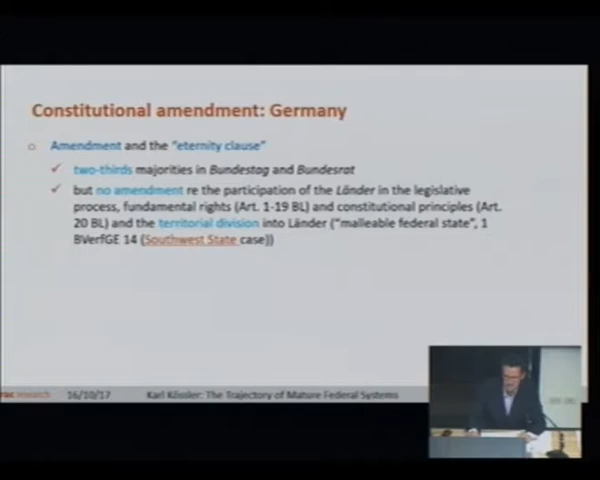 Constitutional amendment: Germany
Amendment and the "eternity clause"
two-thirds majorities in Bundestag and Bundesrat
but no amendment re the participation of the Länder in the legislative
process, fundamental rights (Art. 1-19 BL) and constitutional principles (Art.
20 BL) and the territorial division into Länder ("malleable federal state", 1
BVerfGE 14 (Southwest State case))
research 16/10/17 Karl Kössler: The Trajectory of Mature Federal Systems